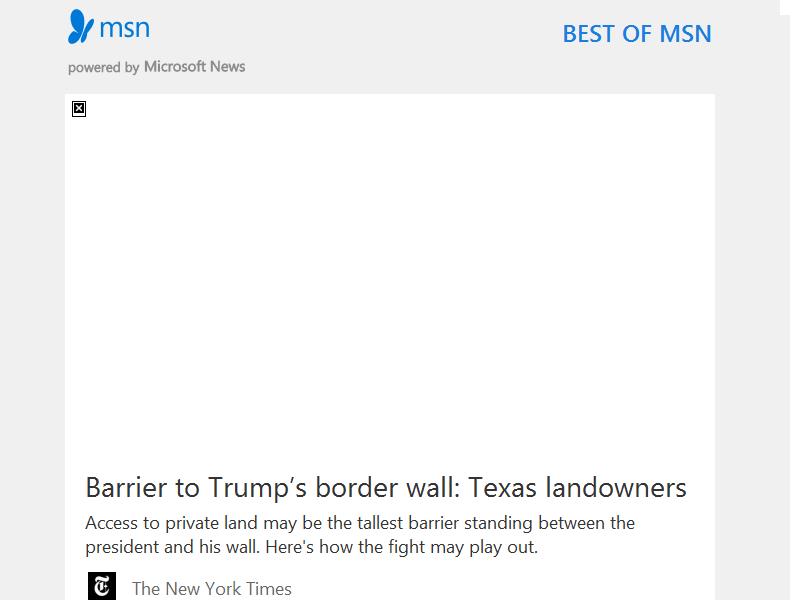 msn
BEST OF MSN
powered by Microsoft News
Barrier to Trump's border wall: Texas landowners
Access to private land may be the tallest barrier standing between the
president and his wall. Here's how the fight may play out.
The New York Times